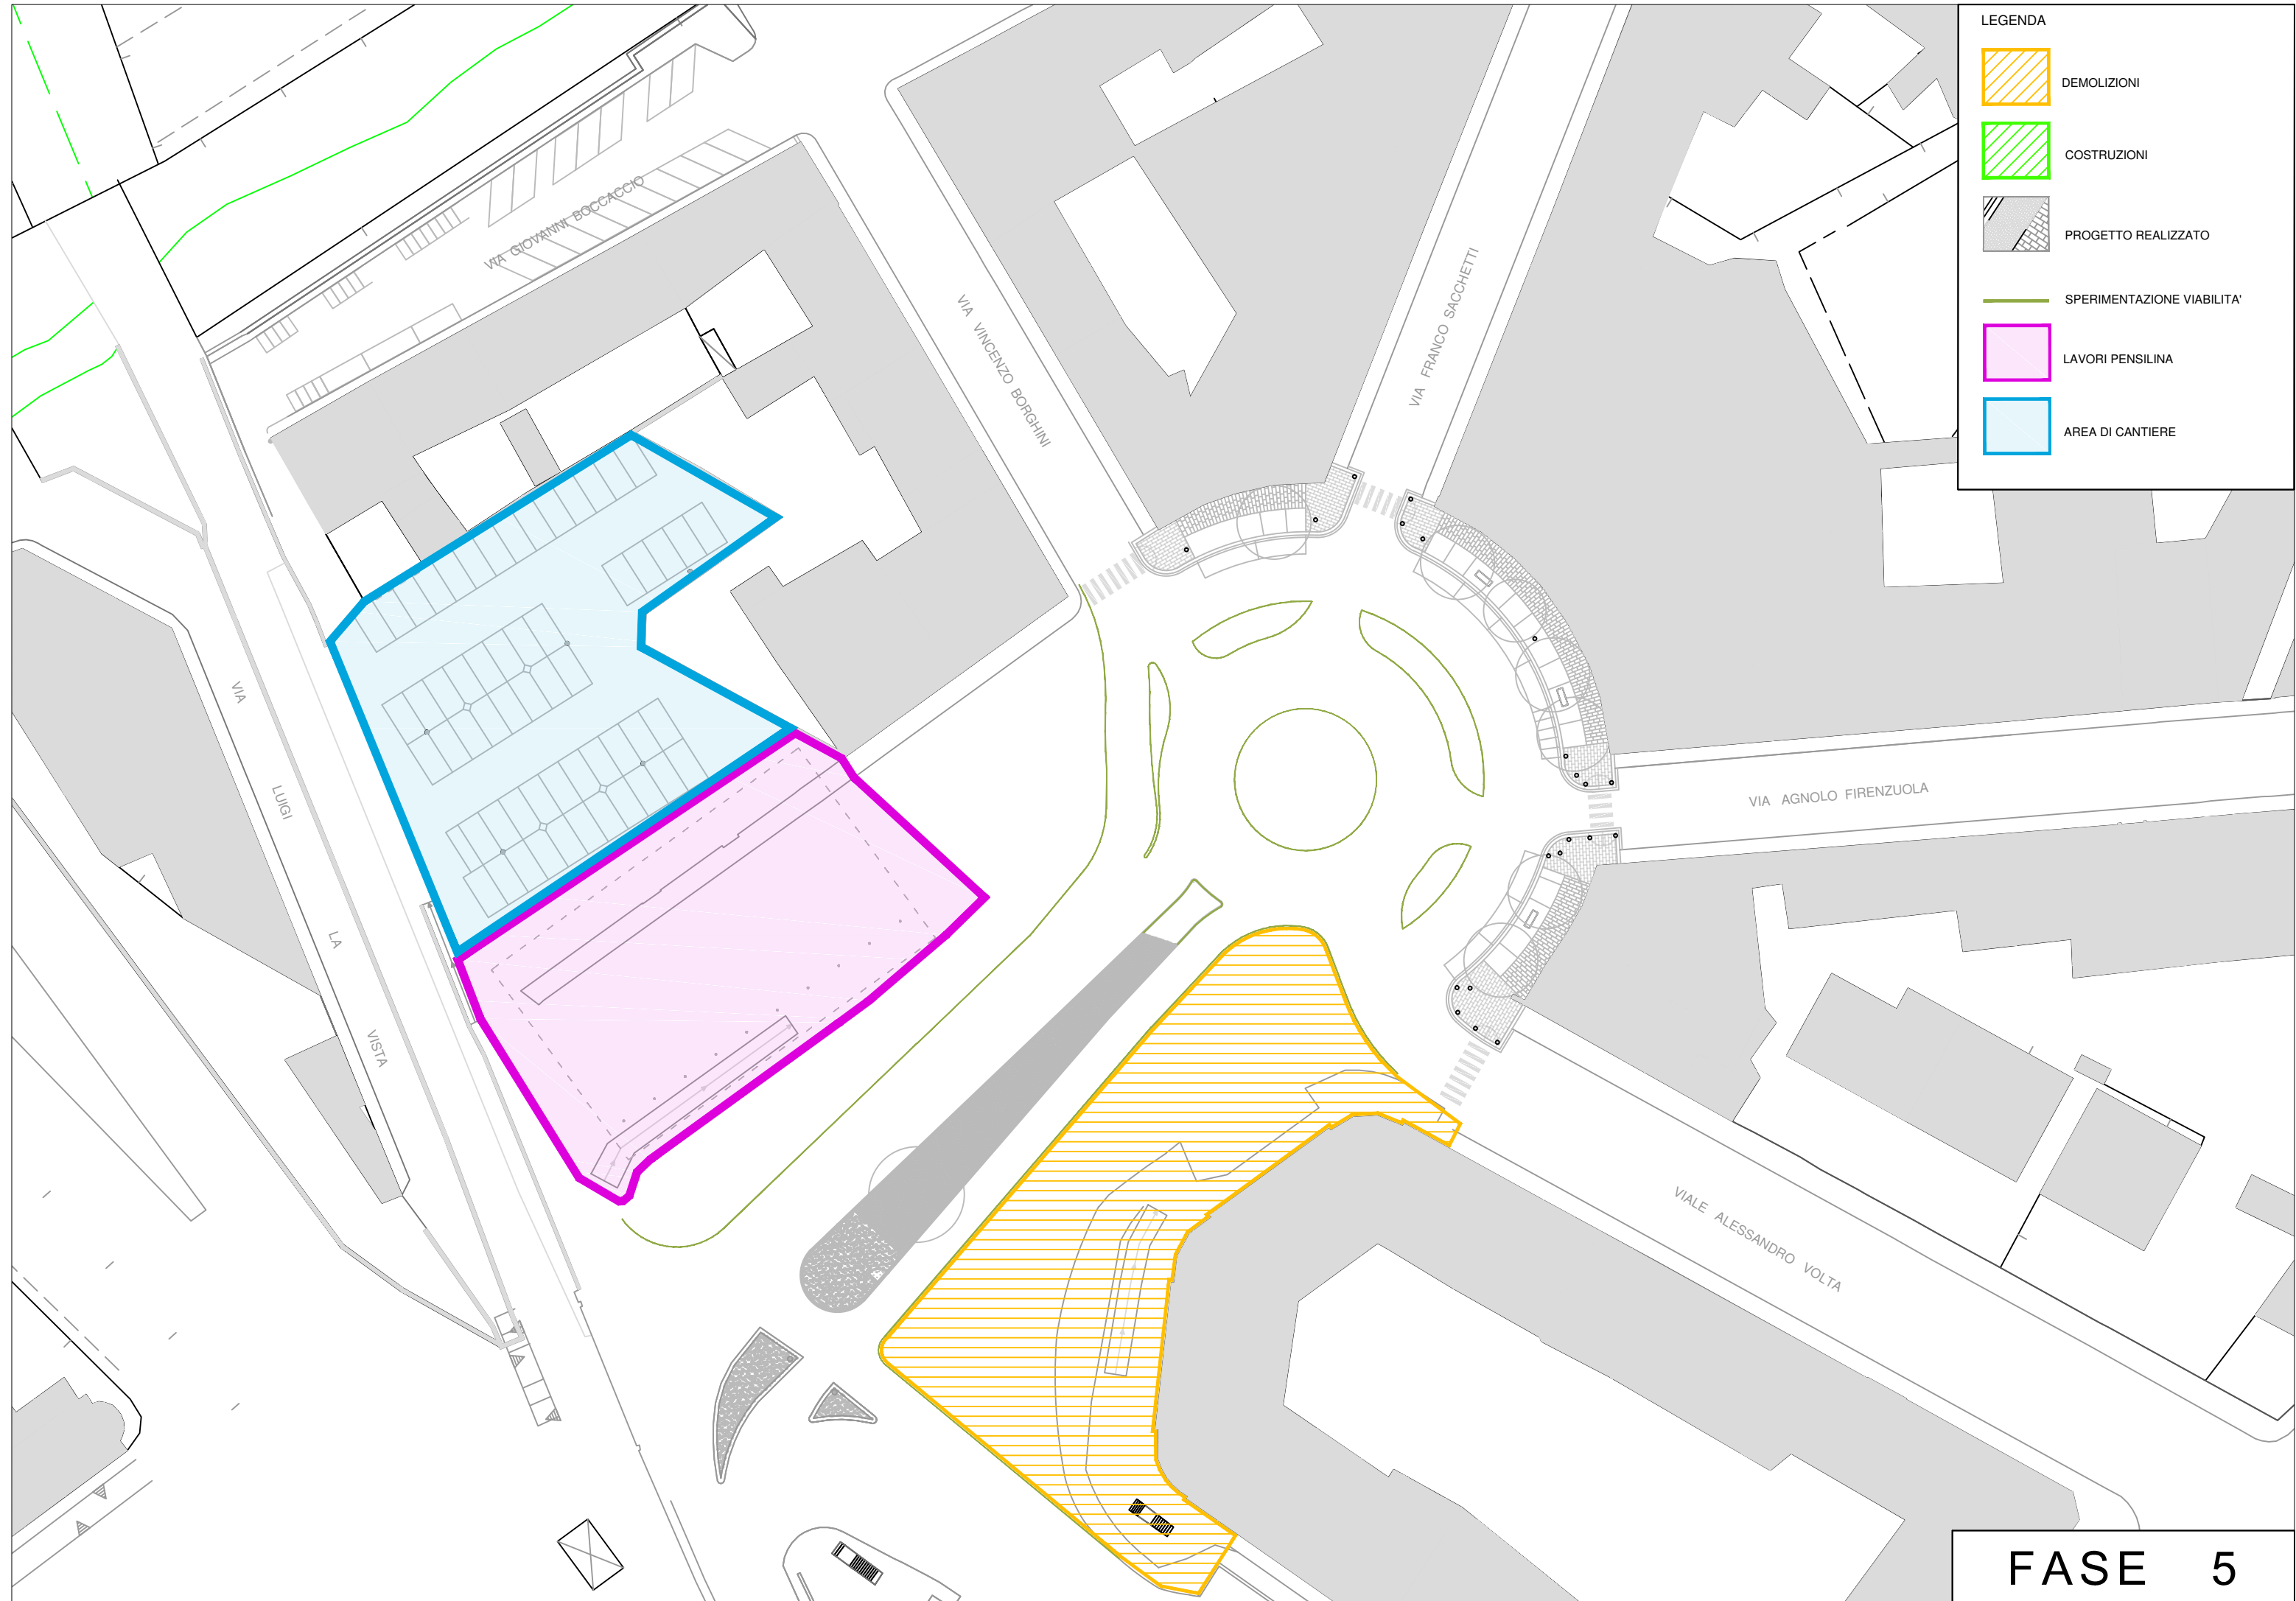 LEGENDA
DEMOLIZIONI
COSTRUZIONI
PROGETTO REALIZZATO
SPERIMENTAZIONE VIABILITA'
LAVORI PENSILINA
AREA DI CANTIERE
VIA GIOVANNI BOCCACCIO
VIA VINCENZO BORGHINI
VIA FRANCO SACCHETTI
VIA AGNOLO FIRENZUOLA
VIA LUIGI LA VISTA
VIALE ALESSANDRO VOLTA
FASE 5